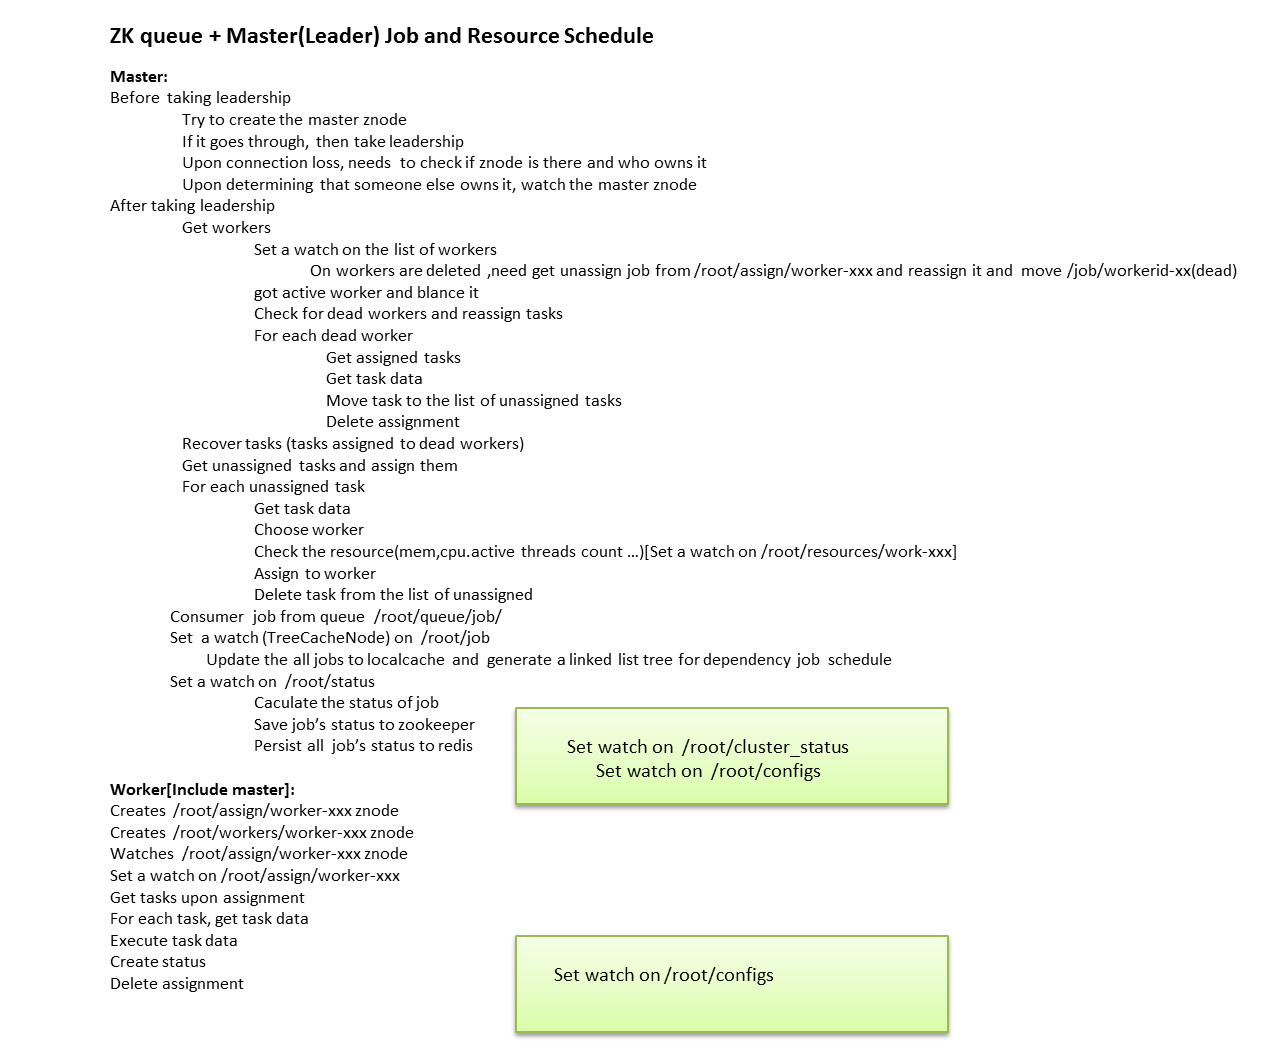 ZK queue + Master(Leader) Job and Resource Schedule
Master:
Before taking leadership
Try to create the master znode
If it goes through, then take leadership
Upon connection loss, needs to check if znode is there and who owns it
Upon determining that someone else owns it, watch the master znode
After taking leadership
Get workers
Set a watch on the list of workers
On workers are deleted ,need get unassign job from /root/assign/worker-xxx and reassign it and move /job/workerid-xx(dead)
got active worker and blance it
Check for dead workers and reassign tasks
For each dead worker
Get assigned tasks
Get task data
Move task to the list of unassigned tasks
Delete assignment
Recover tasks (tasks assigned to dead workers)
Get unassigned tasks and assign them
For each unassigned task
Get task data
Choose worker
Check the resource(mem,cpu.active threads count ...)[Set a watch on /root/resources/work-xxx]
Assign to worker
Delete task from the list of unassigned
Consumer job from queue /root/queue/job/
Set a watch (TreeCacheNode) on /root/job
Update the all jobs to localcache and generate a linked list tree for dependency job schedule
Set a watch on /root/status
Caculate the status of job
Save job's status to zookeeper
Persist all job's status to redis
Set watch on /root/cluster_status
Set watch on /root/configs
Worker[Include master]:
Creates /root/assign/worker-xxx znode
Creates /root/workers/worker-xxx znode
Watches /root/assign/worker-xxx znode
Set a watch on /root/assign/worker-xxx
Get tasks upon assignment
For each task, get task data
Execute task data
Create status
Delete assignment
Set watch on /root/configs